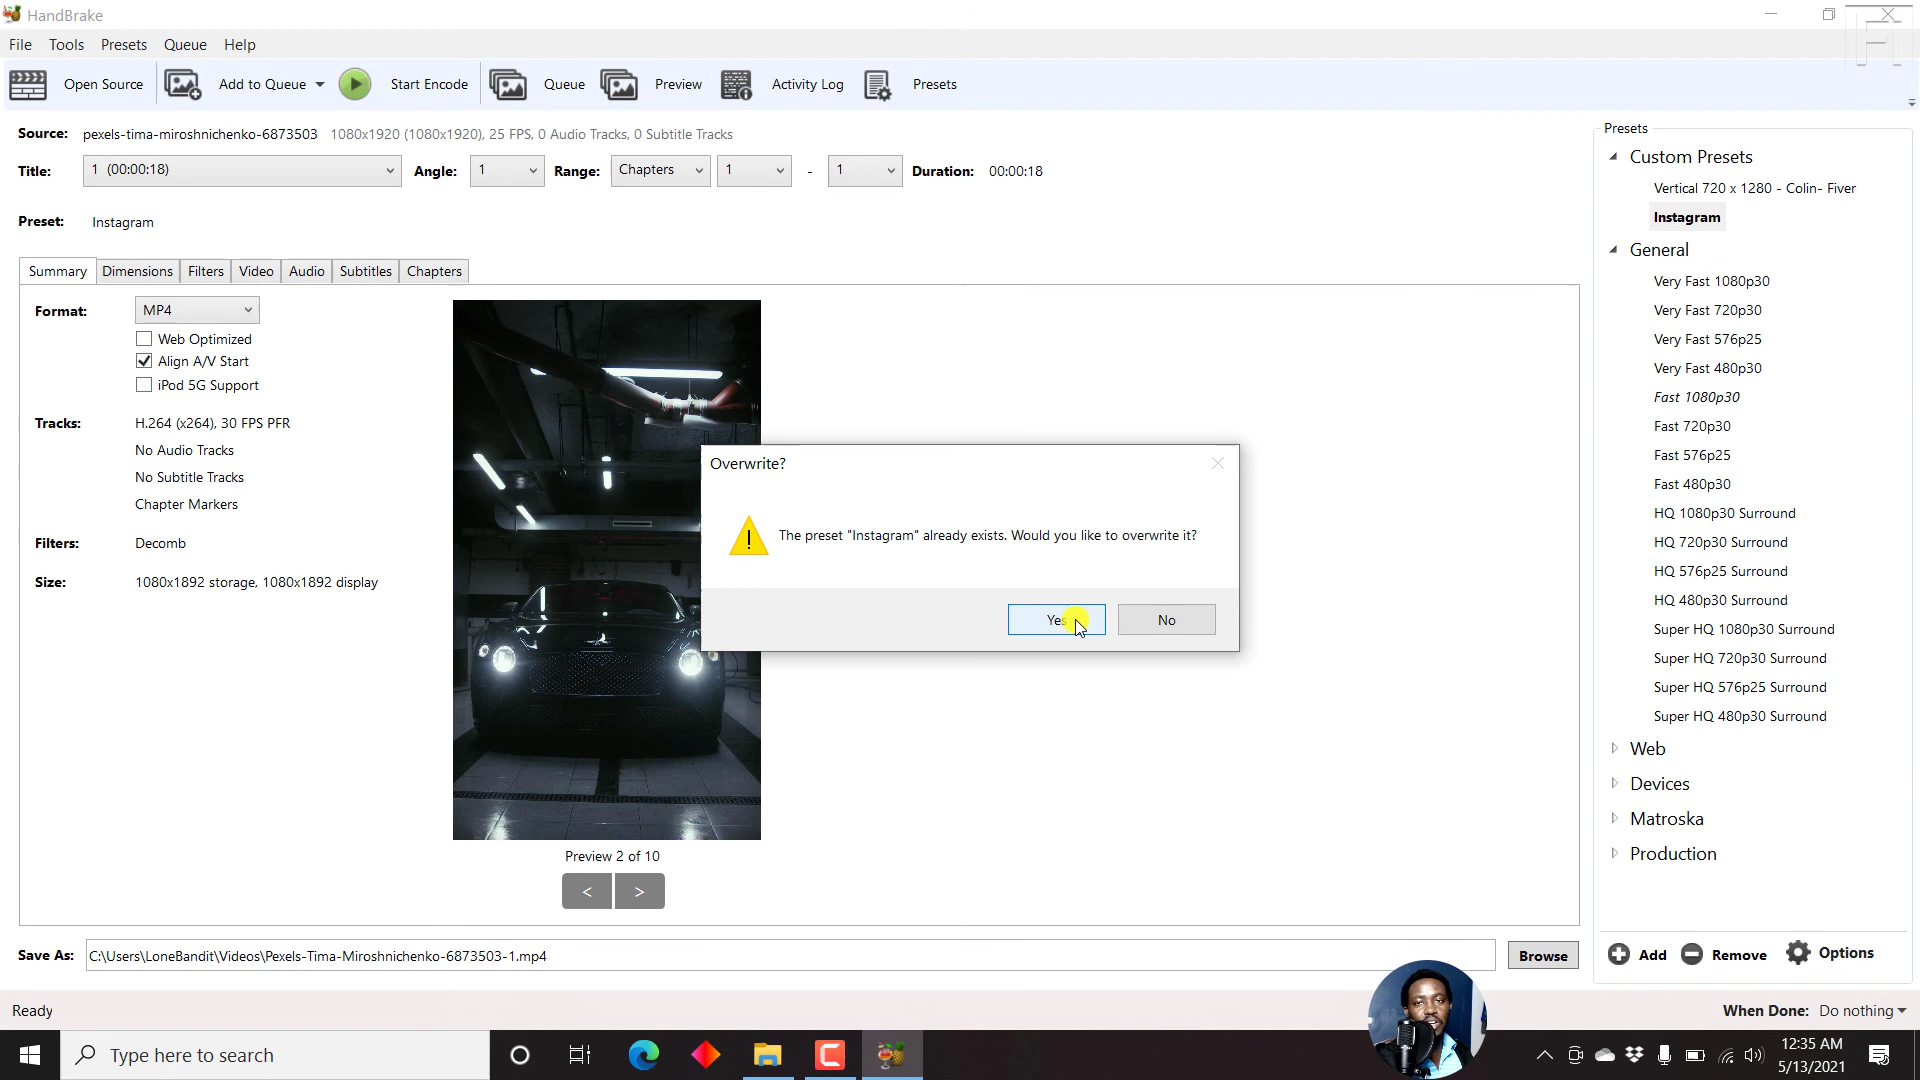 HandBrake
File Tools Presets Queue Help
Open Source Add to Queue Start Encode Queue Preview Activity Log Presets
Source: pexels-tima-miroshnichenko-6873503 1080x1920 (1080x1920), 25 FPS, 0 Audio Tracks, 0 Subtitle Tracks
Title: 1 (00:00:18) Angle: 1 Range: Chapters 1 - 1 Duration: 00:00:18
Preset: Instagram
Summary Dimensions Filters Video Audio Subtitles Chapters
Format: MP4
Web Optimized
Align A/V Start
iPod 5G Support
Tracks: H.264 (x264), 30 FPS PFR
No Audio Tracks
No Subtitle Tracks
Chapter Markers
Filters: Decomb
Size: 1080x1892 storage, 1080x1892 display
Preview 2 of 10
< >
Overwrite?
The preset "Instagram" already exists. Would you like to overwrite it?
Yes No
Presets
Custom Presets
Vertical 720 x 1280 - Colin- Fiver
Instagram
General
Very Fast 1080p30
Very Fast 720p30
Very Fast 576p25
Very Fast 480p30
Fast 1080p30
Fast 720p30
Fast 576p25
Fast 480p30
HQ 1080p30 Surround
HQ 720p30 Surround
HQ 576p25 Surround
HQ 480p30 Surround
Super HQ 1080p30 Surround
Super HQ 720p30 Surround
Super HQ 576p25 Surround
Super HQ 480p30 Surround
Web
Devices
Matroska
Production
Add Remove Options
Save As: C:\Users\LoneBandit\Videos\Pexels-Tima-Miroshnichenko-6873503-1.mp4 Browse
Ready When Done: Do nothing
Type here to search
12:35 AM
5/13/2021